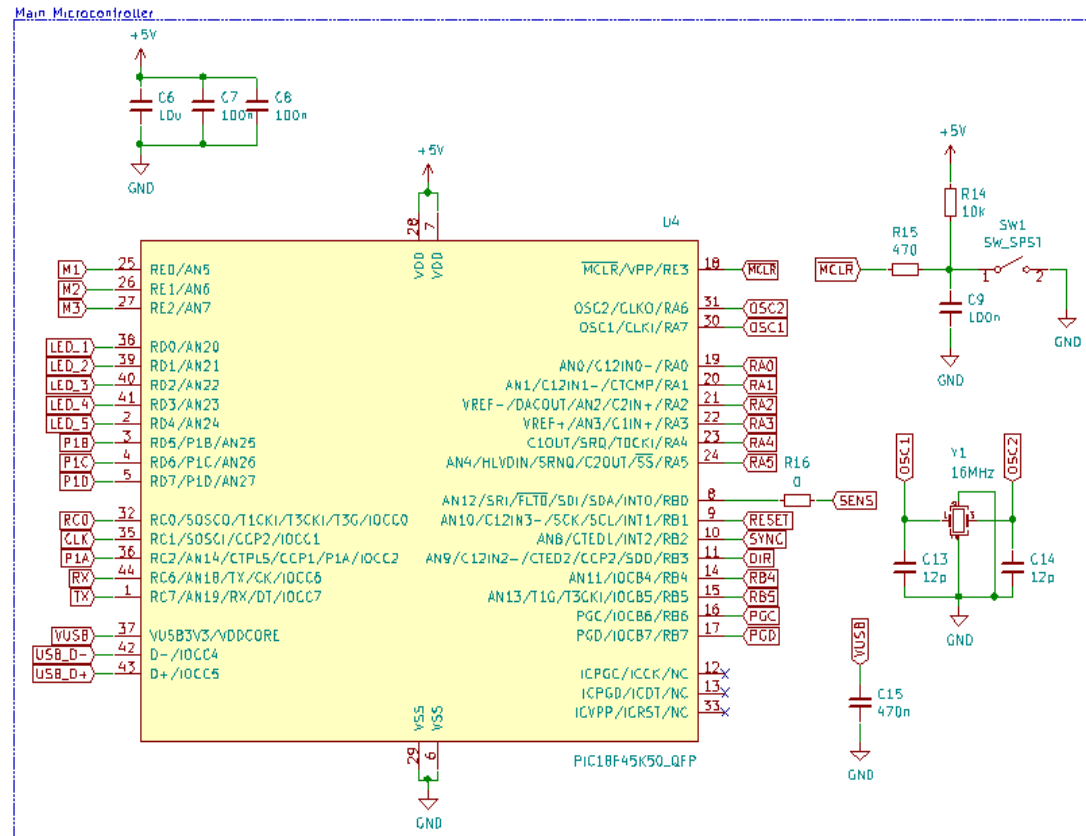 Main Microcontroller
+5V
C6
10u
C7
100n
C8
100n
GND
+5V
28
7
VDD
VDD
U4
M1
25
RE0/AN5
M2
26
RE1/AN6
M3
27
RE2/AN7
LED_1
38
RD0/AN20
LED_2
39
RD1/AN21
LED_3
40
RD2/AN22
LED_4
41
RD3/AN23
LED_5
2
RD4/AN24
P1B
3
RD5/P1B/AN25
P1C
4
RD6/P1C/AN26
P1D
5
RD7/P1D/AN27
RC0
32
RC0/SOSCO/T1CKI/T3CKI/T3G/IOCC0
CLK
35
RC1/SOSCI/CCP2/IOCC1
P1A
36
RC2/AN14/CTPLS/CCP1/P1A/IOCC2
RX
44
RC6/AN18/TX/CK/IOCC6
TX
1
RC7/AN19/RX/DT/IOCC7
VUSB
37
VUSB3V3/VDDCORE
USB_D-
42
D-/IOCC4
USB_D+
43
D+/IOCC5
MCLR/VPP/RE3
18
MCLR
OSC2/CLKO/RA6
31
OSC2
OSC1/CLKI/RA7
30
OSC1
AN0/C12IN0-/RA0
19
RA0
AN1/C12IN1-/CTCMP/RA1
20
RA1
VREF-/DACOUT/AN2/C2IN+/RA2
21
RA2
VREF+/AN3/C1IN+/RA3
22
RA3
C1OUT/SRQ/T0CKI/RA4
23
RA4
AN4/HLVDIN/SRNQ/C2OUT/SS/RA5
24
RA5
AN12/SRI/FLT0/SDI/SDA/INT0/RB0
8
R16
0
SENS
AN10/C12IN3-/SCK/SCL/INT1/RB1
9
RESET
AN8/CTED1/INT2/RB2
10
SYNC
AN9/C12IN2-/CTED2/CCP2/SDO/RB3
11
DIR
AN11/IOCB4/RB4
14
RB4
AN13/T1G/T3CKI/IOCB5/RB5
15
RB5
PGC/IOCB6/RB6
16
PGC
PGD/IOCB7/RB7
17
PGD
ICPGC/ICCK/NC
12
ICPGD/ICDT/NC
13
ICVPP/ICRST/NC
33
VSS
VSS
29
6
GND
PIC18F45K50_QFP
+5V
R14
10k
R15
470
MCLR
SW1
SW_SPST
1
2
C9
100n
GND
GND
OSC1
OSC2
Y1
16MHz
1
3
C13
12p
C14
12p
GND
VUSB
C15
470n
GND